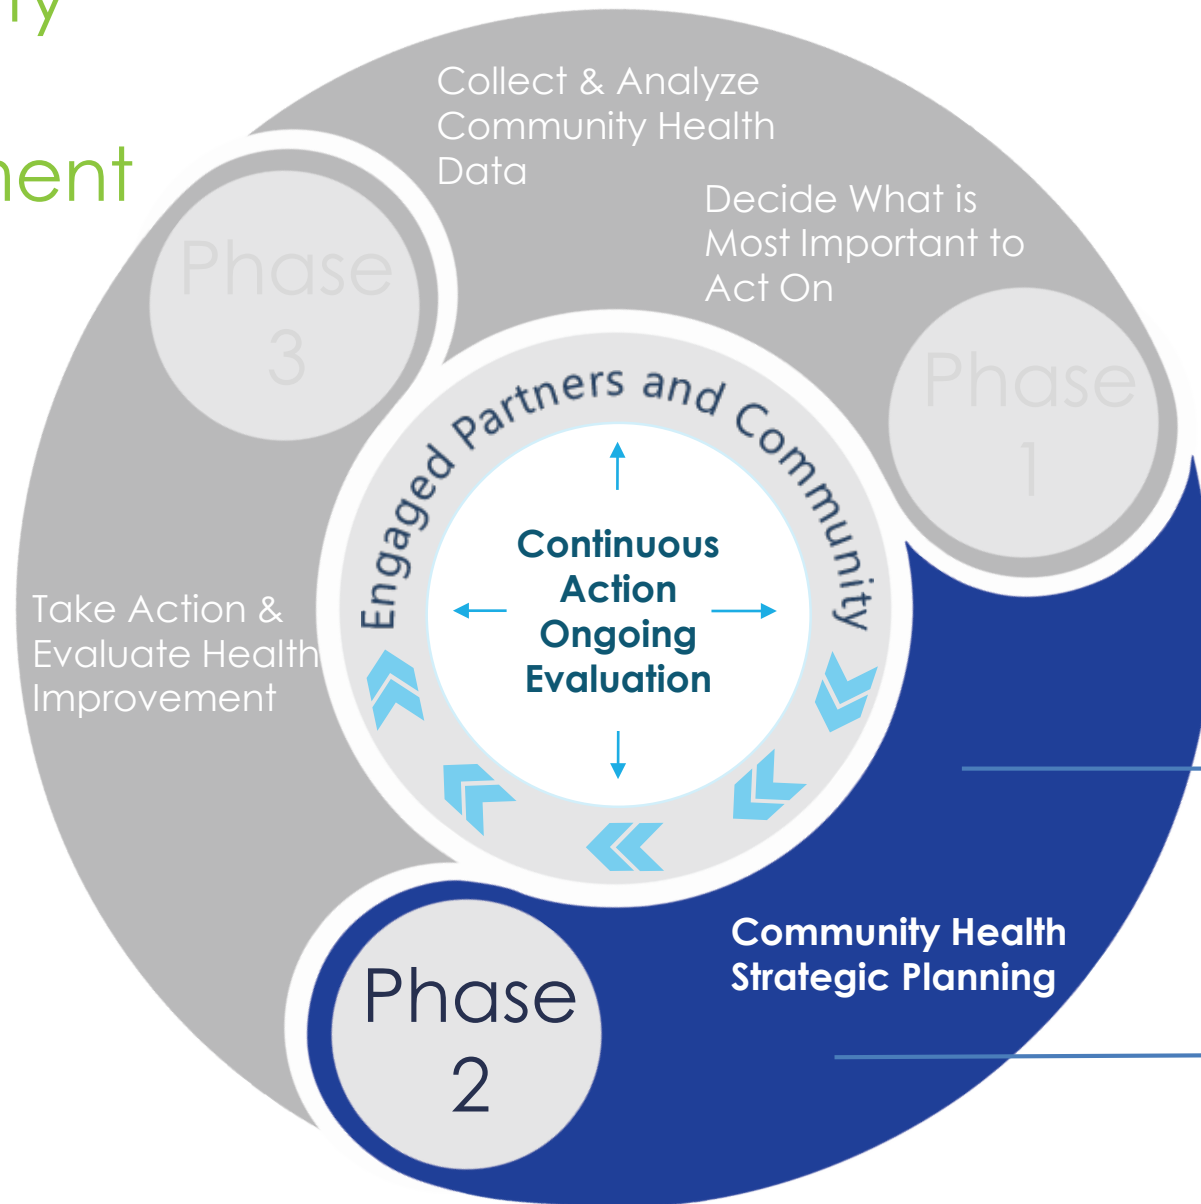 ty
ment
Collect & Analyze
Community Health
Data
Decide What is
Most Important to
Act On
Phase
3
Phase
1
Engaged Partners and Community
Continuous
Action
Ongoing
Evaluation
Take Action &
Evaluate Health
Improvement
Community Health
Strategic Planning
Phase
2